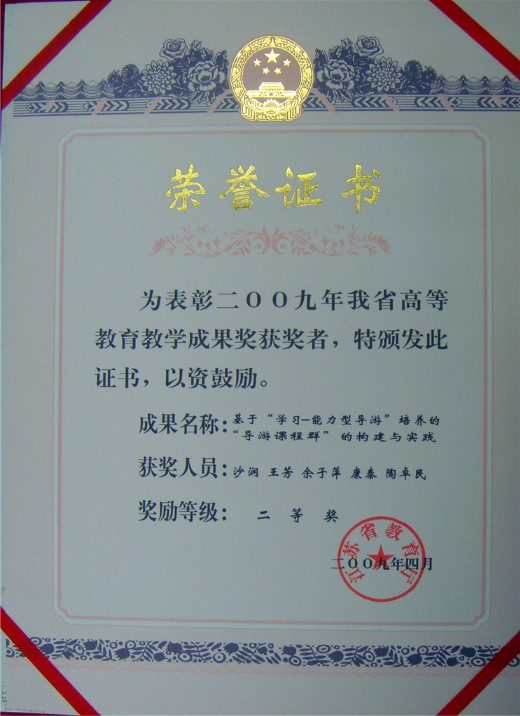 荣誉证书
为表彰二〇〇九年我省高等
教育教学成果奖获奖者，特颁发此
证书，以资鼓励。
成果名称：基于“学习—能力型导游”培养的
“导游课程群”的构建与实践
获奖人员：沙润 王芳 余子萍 康泰 陶卓民
奖励等级：二等奖
江苏省教育厅
二〇〇九年四月